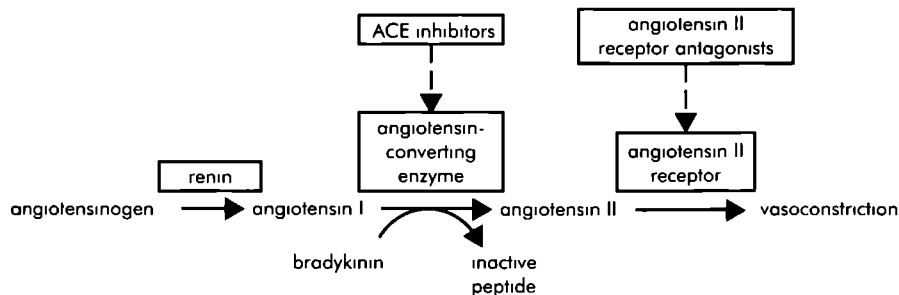 ACE inhibitors
angiotensin II
receptor antagonists
angiotensin-
converting
enzyme
angiotensin II
receptor
renin
angiotensinogen
angiotensin I
angiotensin II
vasoconstriction
bradykinin
inactive
peptide